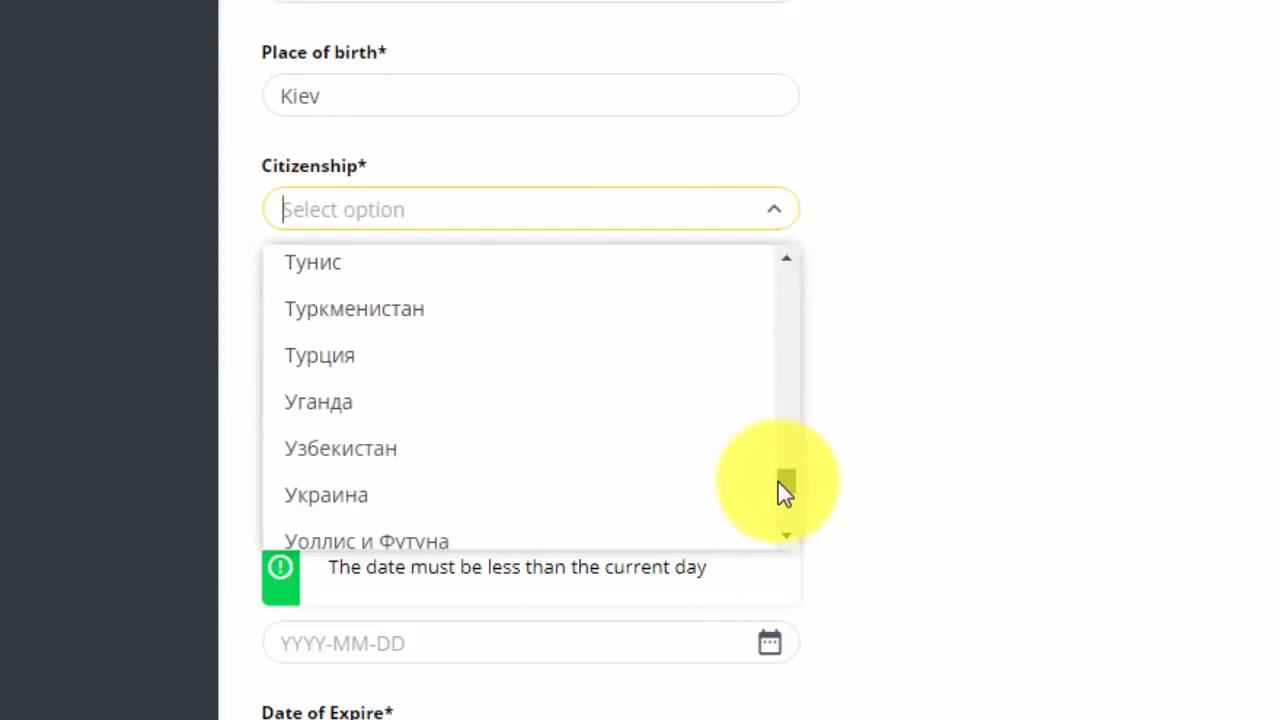 Place of birth*
Kiev
Citizenship*
Select option
Тунис
Туркменистан
Турция
Уганда
Узбекистан
Украина
Уоллис и Футуна
The date must be less than the current day
YYYY-MM-DD
Date of Expire*